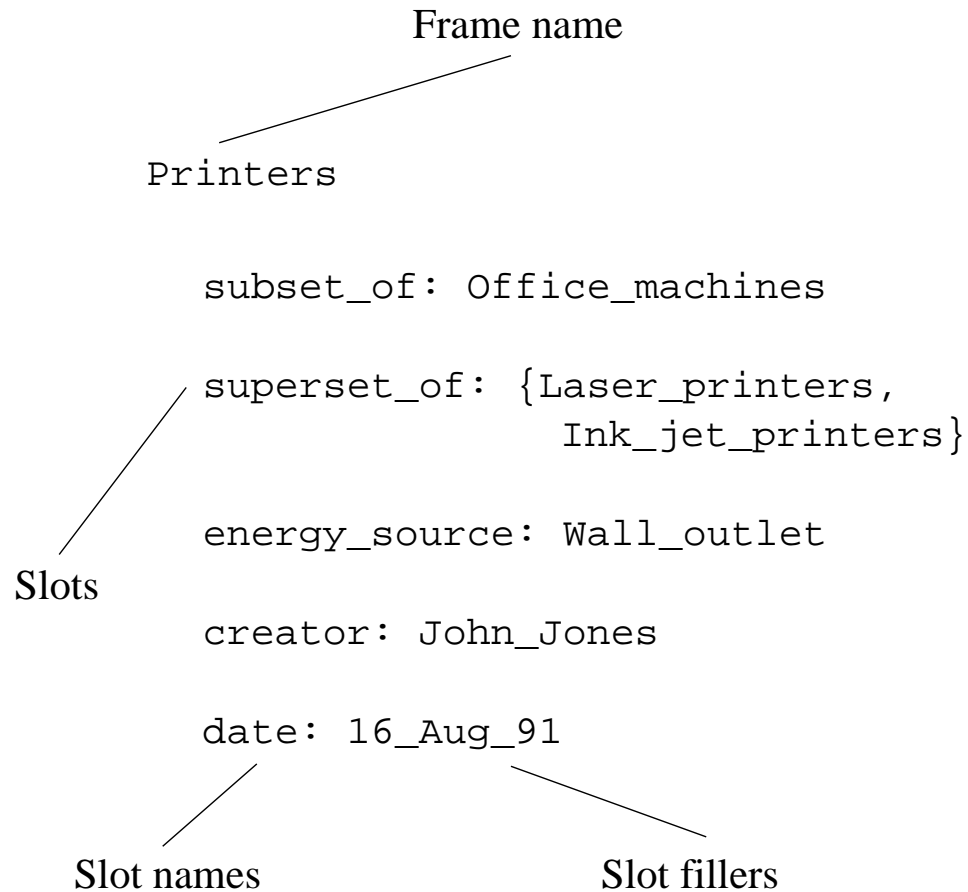 Frame name
Printers
subset_of: Office_machines
superset_of: {Laser_printers,
Ink_jet_printers}
energy_source: Wall_outlet
Slots
creator: John_Jones
date: 16_Aug_91
Slot names
Slot fillers